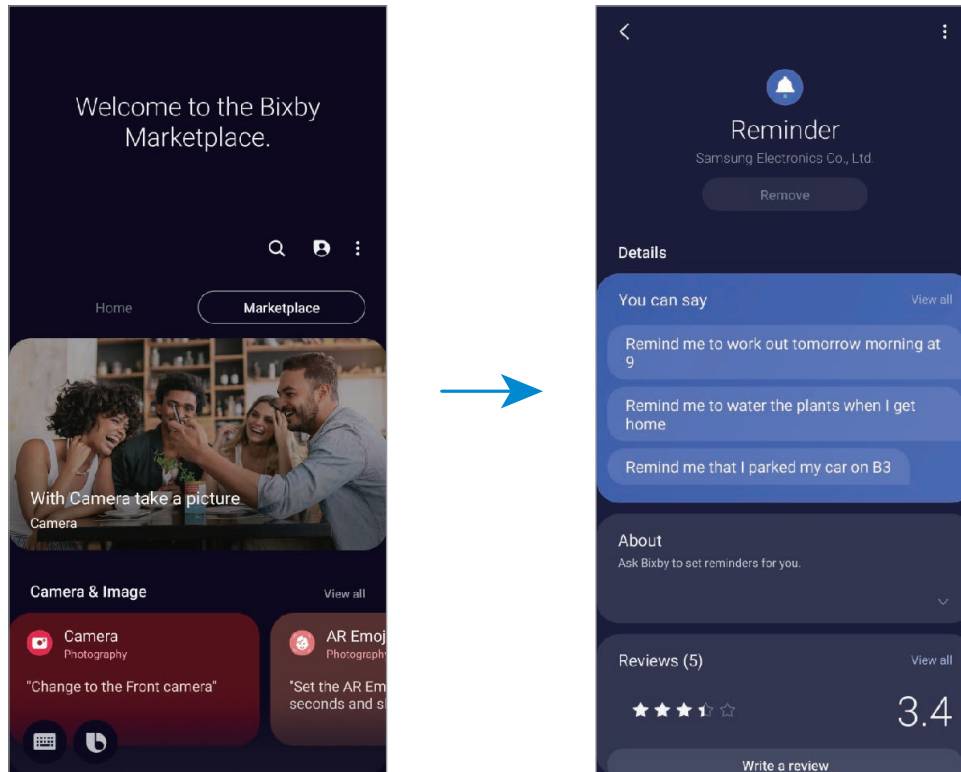 Welcome to the Bixby
Marketplace.
Home
Marketplace
With Camera take a picture
Camera
Camera & Image
View all
Camera
Photography
"Change to the Front camera"
AR Emoj
Photograph
"Set the AR Em
seconds and sl
Reminder
Samsung Electronics Co., Ltd.
Remove
Details
You can say
View all
Remind me to work out tomorrow morning at
9
Remind me to water the plants when I get
home
Remind me that I parked my car on B3
About
Ask Bixby to set reminders for you.
Reviews (5)
View all
3.4
Write a review